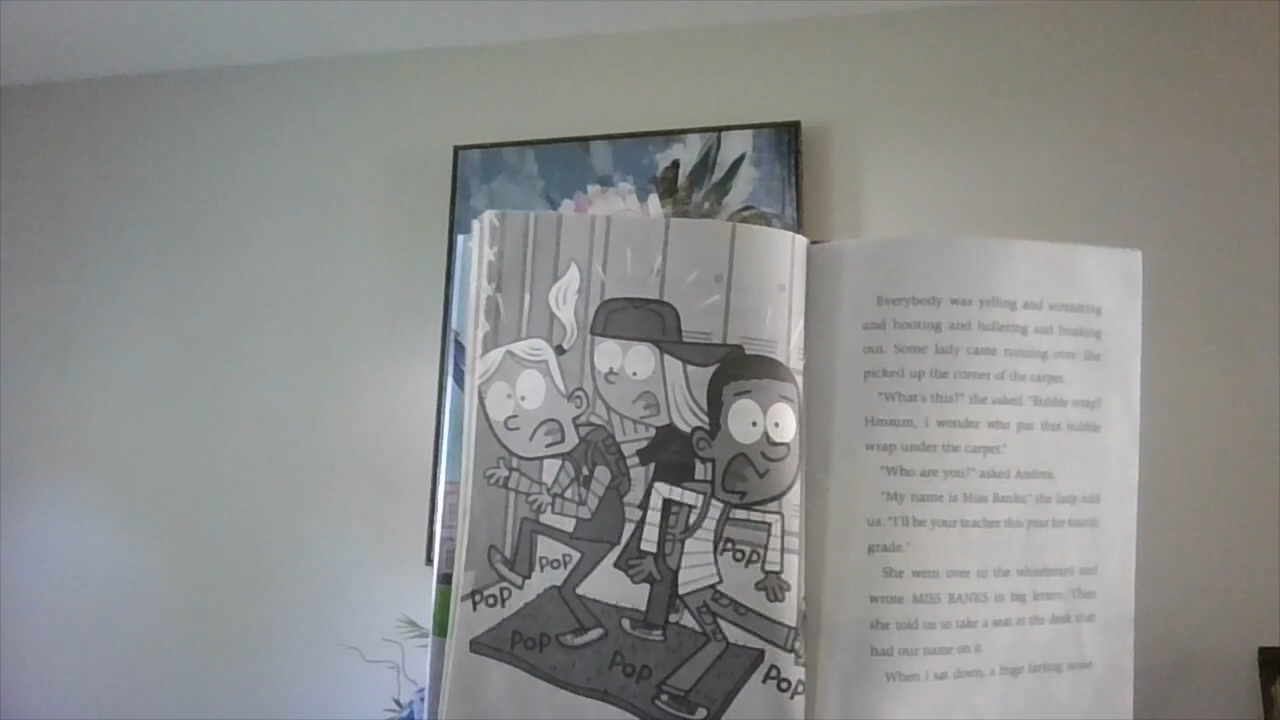 POP
POP
POP
POP
POP
POP
Everybody was yelling and screaming
and hooting and hollering and freaking
out. Some lady came running over. She
picked up the corner of the carpet.
"What's this?" she asked. "Bubble wrap?
Hmmm, I wonder who put this bubble
wrap under the carpet."
"Who are you?" asked Andrea.
"My name is Miss Banks," the lady told
us. "I'll be your teacher this year for fourth
grade."
She went over to the whiteboard and
wrote MISS BANKS in big letters. Then
she told us to take a seat at the desk that
had our name on it.
When I sat down, a huge farting noise